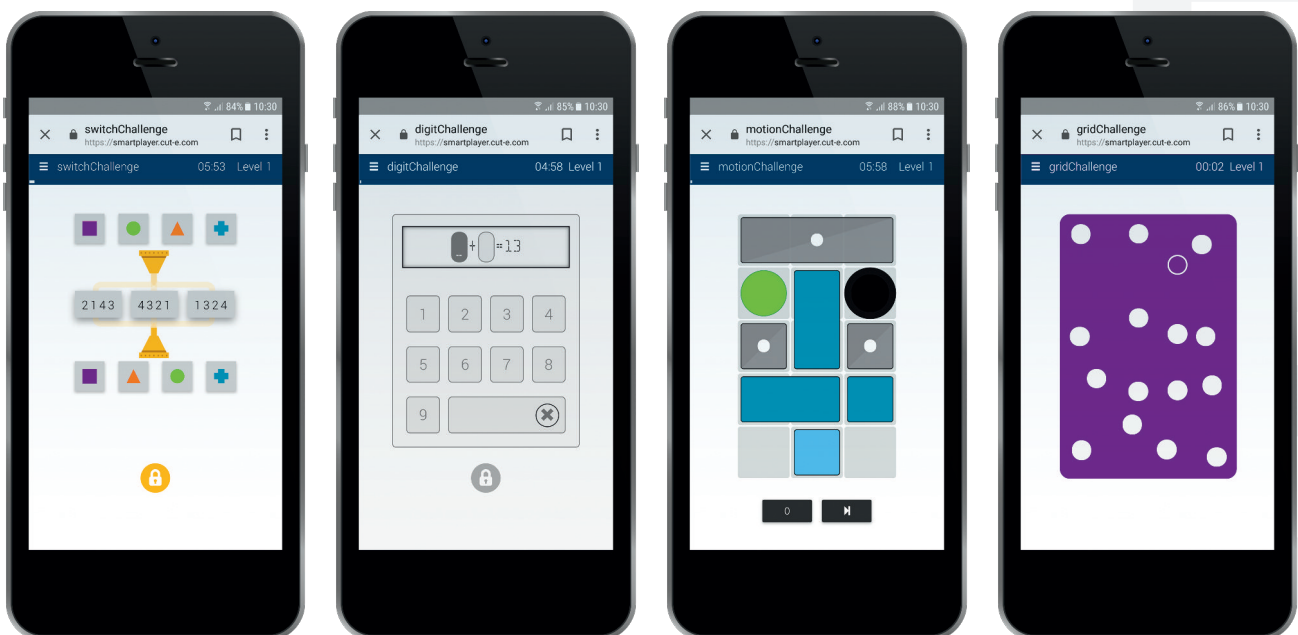 84% 10:30
switchChallenge
https://smartplayer.cut-e.com
switchChallenge 05:53 Level 1
2143 4321 1324
85% 10:30
digitChallenge
https://smartplayer.cut-e.com
digitChallenge 04:58 Level 1
+ =13
1 2 3 4
5 6 7 8
9
88% 10:30
motionChallenge
https://smartplayer.cut-e.com
motionChallenge 05:58 Level 1
0
86% 10:30
gridChallenge
https://smartplayer.cut-e.com
gridChallenge 00:02 Level 1